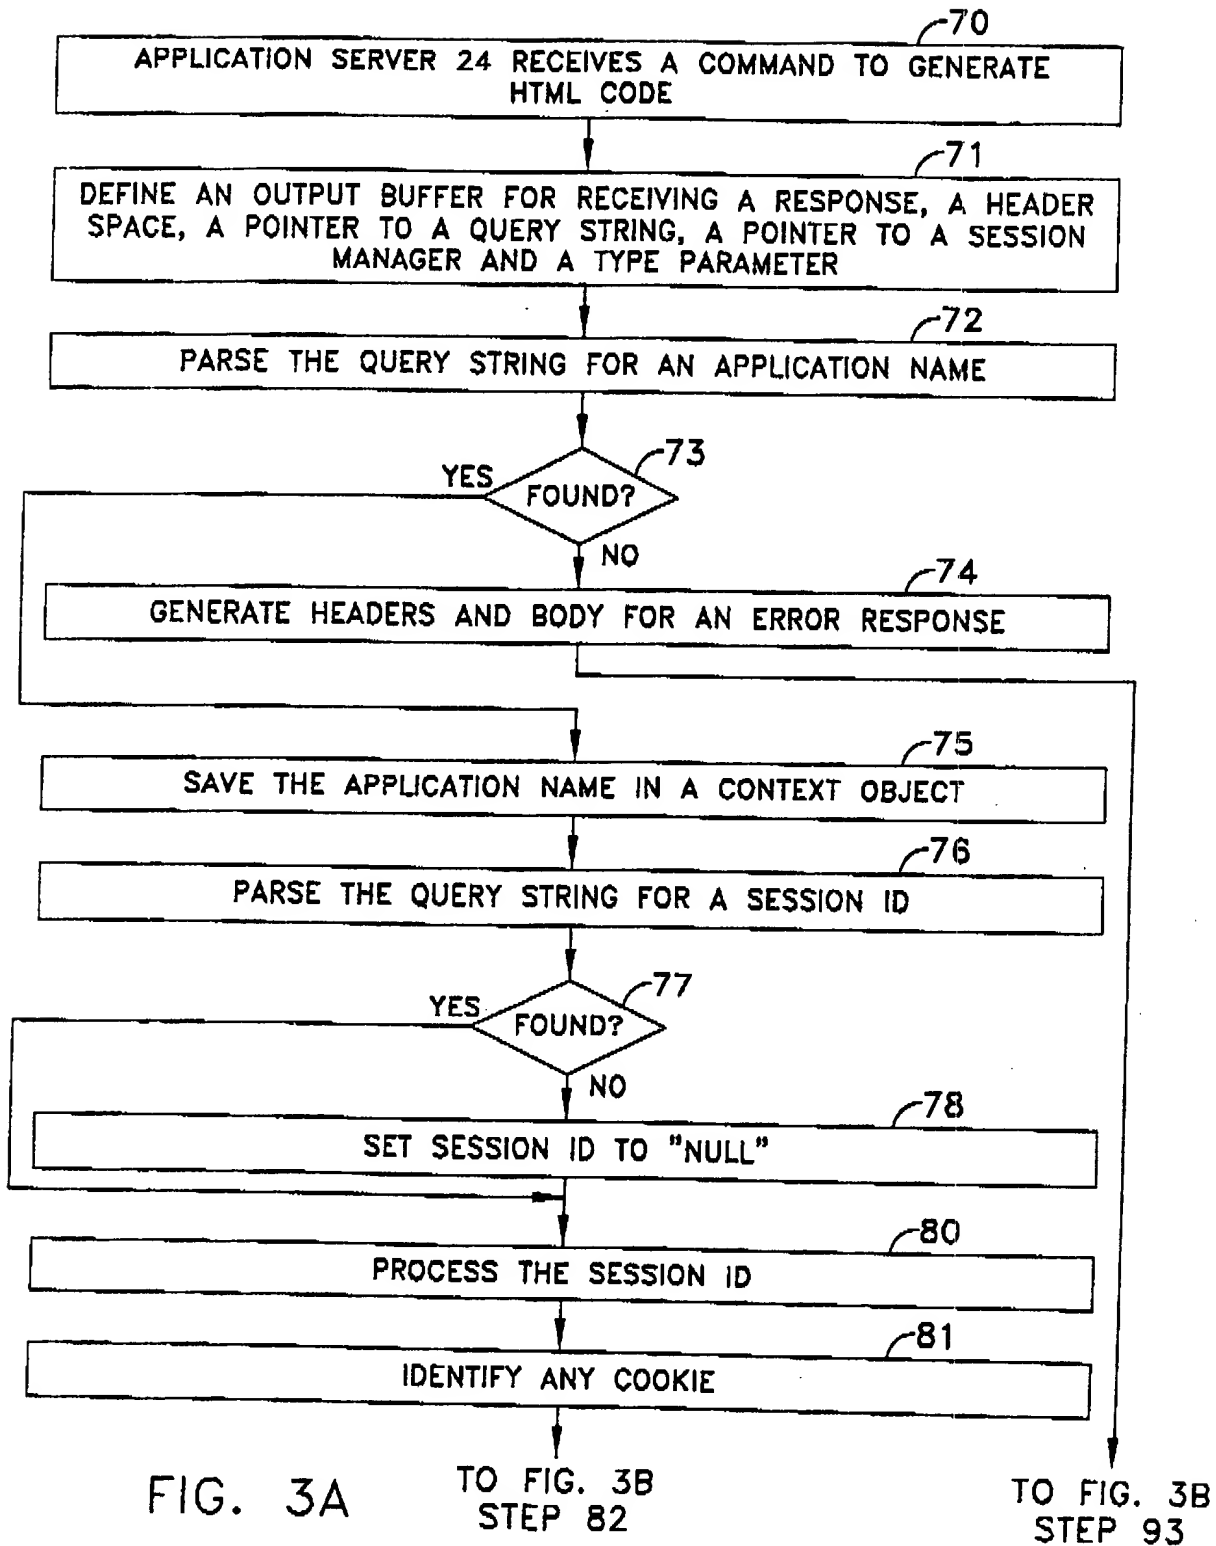 70
APPLICATION SERVER 24 RECEIVES A COMMAND TO GENERATE
HTML CODE
71
DEFINE AN OUTPUT BUFFER FOR RECEIVING A RESPONSE, A HEADER
SPACE, A POINTER TO A QUERY STRING, A POINTER TO A SESSION
MANAGER AND A TYPE PARAMETER
72
PARSE THE QUERY STRING FOR AN APPLICATION NAME
73
YES
FOUND?
NO
74
GENERATE HEADERS AND BODY FOR AN ERROR RESPONSE
75
SAVE THE APPLICATION NAME IN A CONTEXT OBJECT
76
PARSE THE QUERY STRING FOR A SESSION ID
77
YES
FOUND?
NO
78
SET SESSION ID TO "NULL"
80
PROCESS THE SESSION ID
81
IDENTIFY ANY COOKIE
FIG. 3A
TO FIG. 3B
STEP 82
TO FIG. 3B
STEP 93